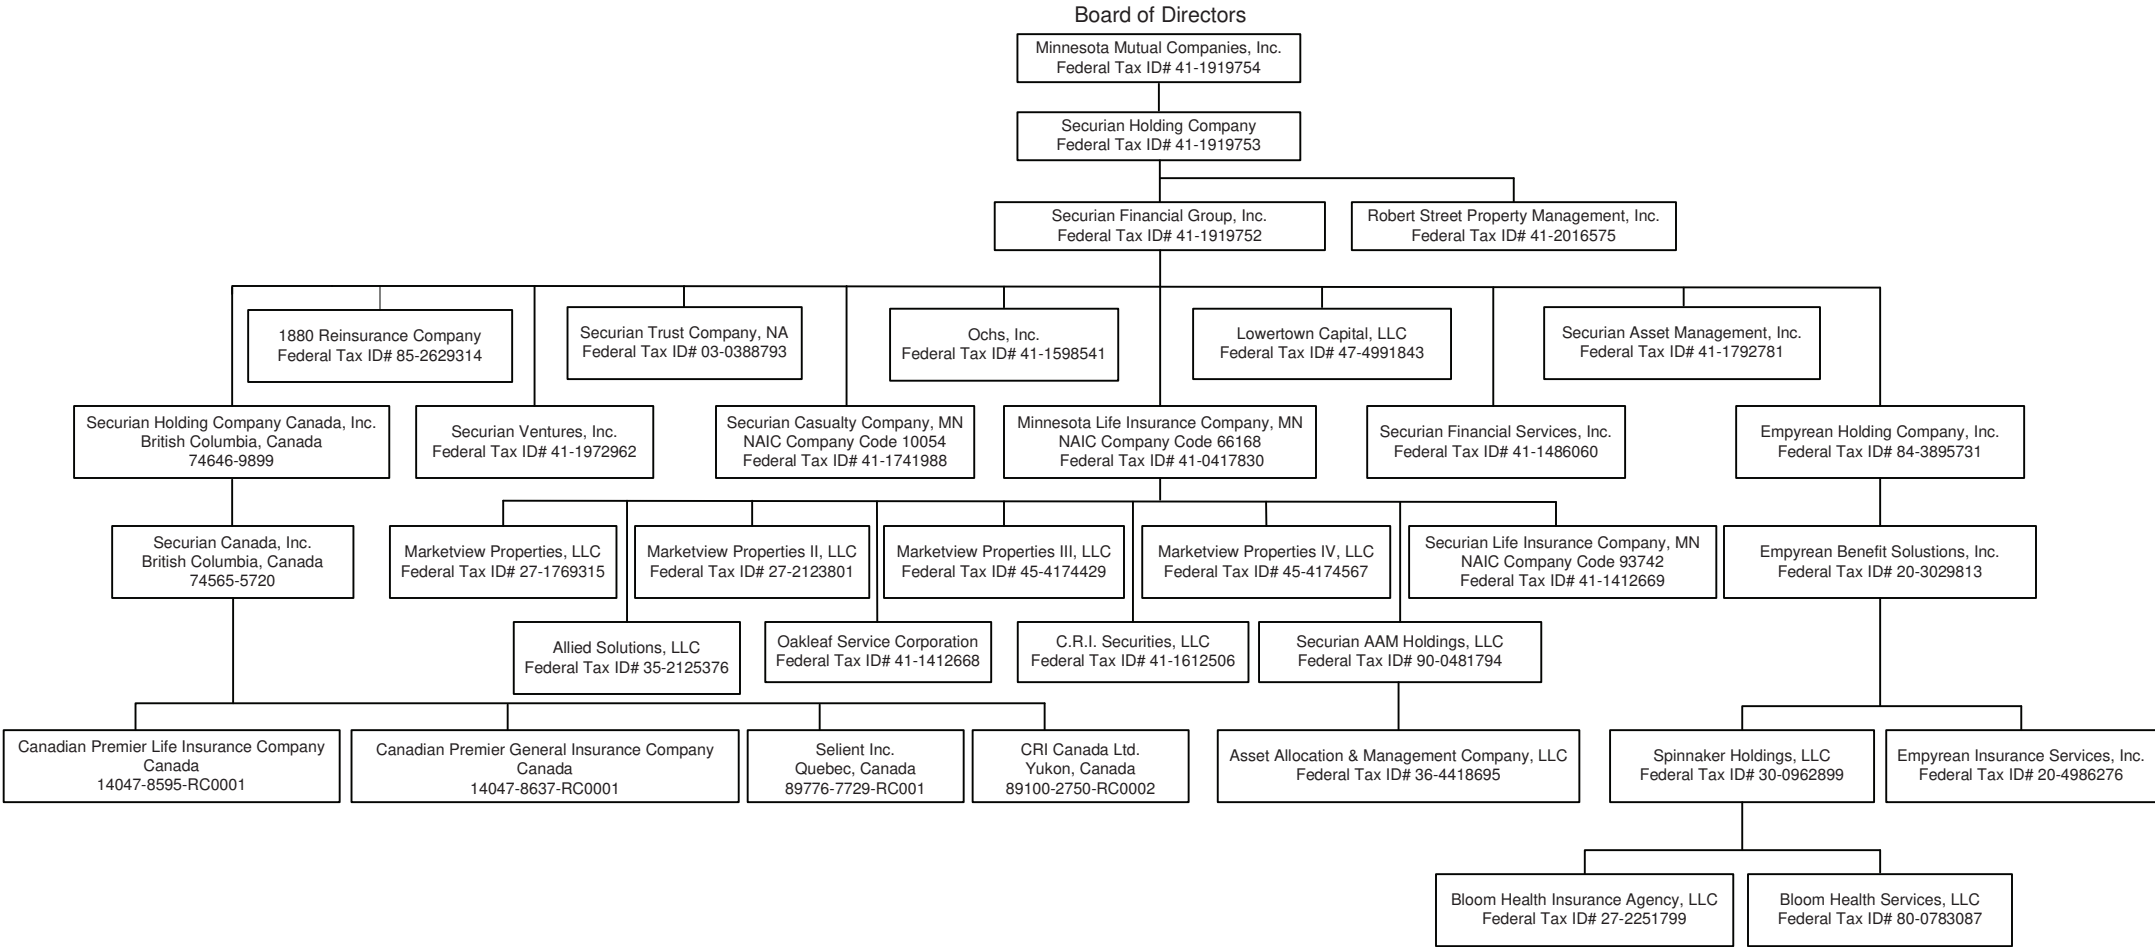 Board of Directors
Minnesota Mutual Companies, Inc.
Federal Tax ID# 41-1919754
Securian Holding Company
Federal Tax ID# 41-1919753
Securian Financial Group, Inc.
Federal Tax ID# 41-1919752
Robert Street Property Management, Inc.
Federal Tax ID# 41-2016575
1880 Reinsurance Company
Federal Tax ID# 85-2629314
Securian Trust Company, NA
Federal Tax ID# 03-0388793
Ochs, Inc.
Federal Tax ID# 41-1598541
Lowertown Capital, LLC
Federal Tax ID# 47-4991843
Securian Asset Management, Inc.
Federal Tax ID# 41-1792781
Securian Holding Company Canada, Inc.
British Columbia, Canada
74646-9899
Securian Ventures, Inc.
Federal Tax ID# 41-1972962
Securian Casualty Company, MN
NAIC Company Code 10054
Federal Tax ID# 41-1741988
Minnesota Life Insurance Company, MN
NAIC Company Code 66168
Federal Tax ID# 41-0417830
Securian Financial Services, Inc.
Federal Tax ID# 41-1486060
Empyrean Holding Company, Inc.
Federal Tax ID# 84-3895731
Securian Canada, Inc.
British Columbia, Canada
74565-5720
Marketview Properties, LLC
Federal Tax ID# 27-1769315
Marketview Properties II, LLC
Federal Tax ID# 27-2123801
Marketview Properties III, LLC
Federal Tax ID# 45-4174429
Marketview Properties IV, LLC
Federal Tax ID# 45-4174567
Securian Life Insurance Company, MN
NAIC Company Code 93742
Federal Tax ID# 41-1412669
Empyrean Benefit Solustions, Inc.
Federal Tax ID# 20-3029813
Allied Solutions, LLC
Federal Tax ID# 35-2125376
Oakleaf Service Corporation
Federal Tax ID# 41-1412668
C.R.I. Securities, LLC
Federal Tax ID# 41-1612506
Securian AAM Holdings, LLC
Federal Tax ID# 90-0481794
Canadian Premier Life Insurance Company
Canada
14047-8595-RC0001
Canadian Premier General Insurance Company
Canada
14047-8637-RC0001
Selient Inc.
Quebec, Canada
89776-7729-RC001
CRI Canada Ltd.
Yukon, Canada
89100-2750-RC0002
Asset Allocation & Management Company, LLC
Federal Tax ID# 36-4418695
Spinnaker Holdings, LLC
Federal Tax ID# 30-0962899
Empyrean Insurance Services, Inc.
Federal Tax ID# 20-4986276
Bloom Health Insurance Agency, LLC
Federal Tax ID# 27-2251799
Bloom Health Services, LLC
Federal Tax ID# 80-0783087